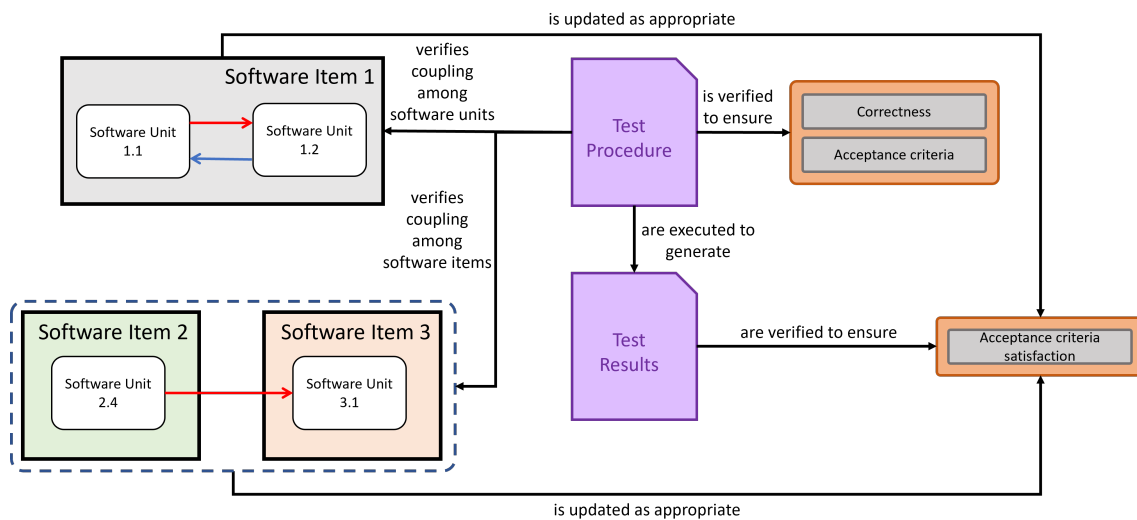 is updated as appropriate
verifies
coupling
among
software units
Software Item 1
Software Unit
1.1
Software Unit
1.2
Test
Procedure
is verified
to ensure
Correctness
Acceptance criteria
verifies
coupling
among
software items
are executed to
generate
Software Item 2
Software Unit
2.4
Software Item 3
Software Unit
3.1
Test
Results
are verified to ensure
Acceptance criteria
satisfaction
is updated as appropriate